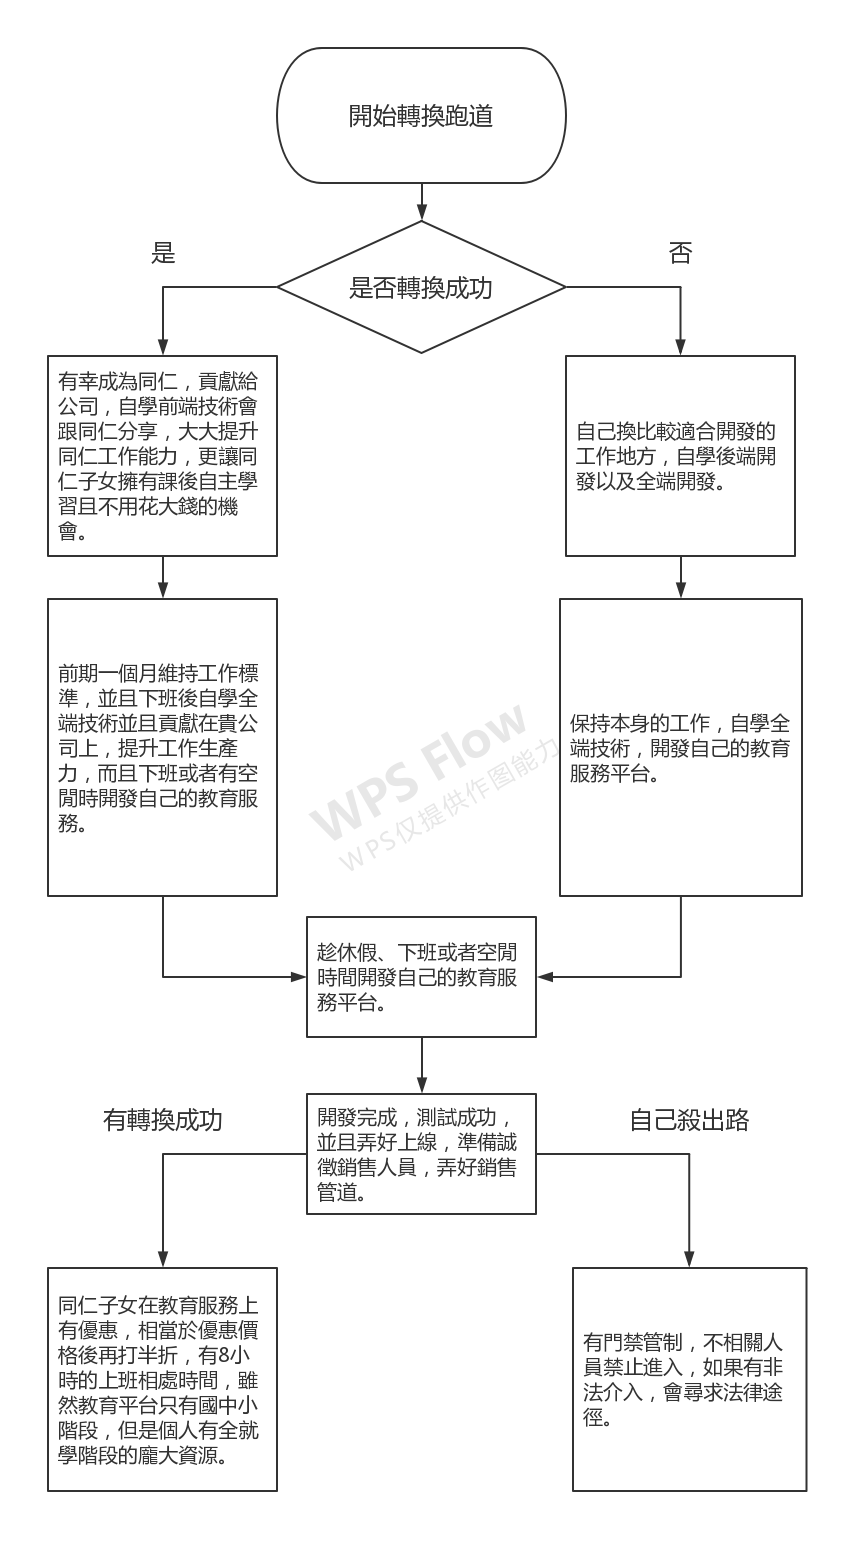 開始轉換跑道
是
否
是否轉換成功
有幸成為同仁，貢獻給
公司，自學前端技術會
跟同仁分享，大大提升
同仁工作能力，更讓同
仁子女擁有課後自主學
習且不用花大錢的機
會。
自己換比較適合開發的
工作地方，自學後端開
發以及全端開發。
前期一個月維持工作標
準，並且下班後自學全
端技術並且貢獻在貴公
司上，提升工作生產
力，而且下班或者有空
閒時開發自己的教育服
務。
保持本身的工作，自學全
端技術，開發自己的教育
服務平台。
WPS Flow
WPS仅提供作图能力
趁休假、下班或者空閒
時間開發自己的教育服
務平台。
有轉換成功
自己殺出路
開發完成，測試成功，
並且弄好上線，準備誠
徵銷售人員，弄好銷售
管道。
同仁子女在教育服務上
有優惠，相當於優惠價
格後再打半折，有8小
時的上班相處時間，雖
然教育平台只有國中小
階段，但是個人有全就
學階段的龐大資源。
有門禁管制，不相關人
員禁止進入，如果有非
法介入，會尋求法律途
徑。